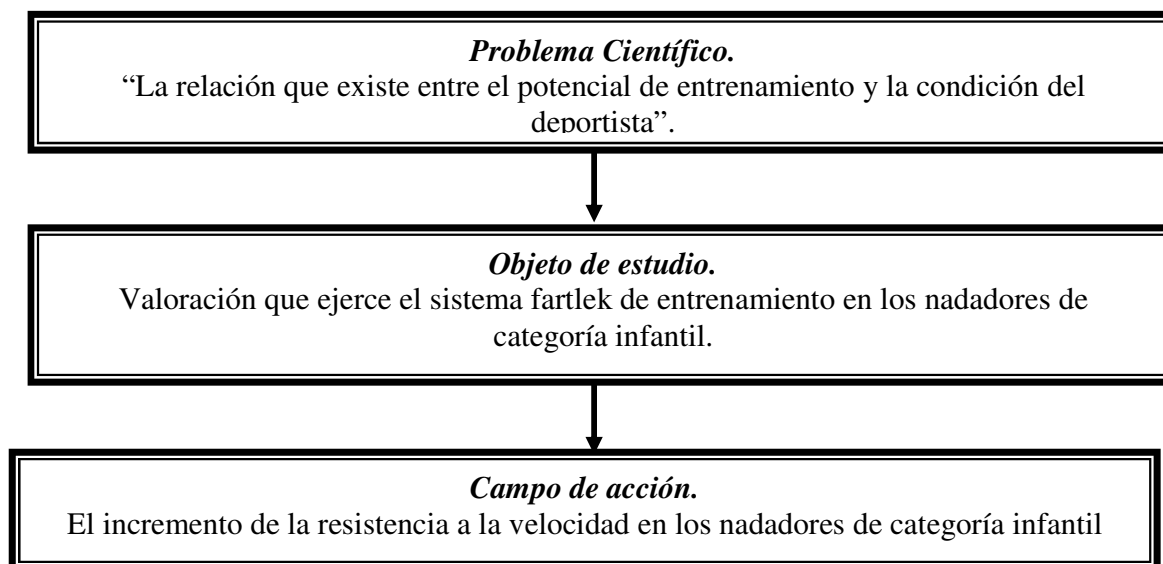 Problema Científico.
“La relación que existe entre el potencial de entrenamiento y la condición del
deportista”.
Objeto de estudio.
Valoración que ejerce el sistema fartlek de entrenamiento en los nadadores de
categoría infantil.
Campo de acción.
El incremento de la resistencia a la velocidad en los nadadores de categoría infantil